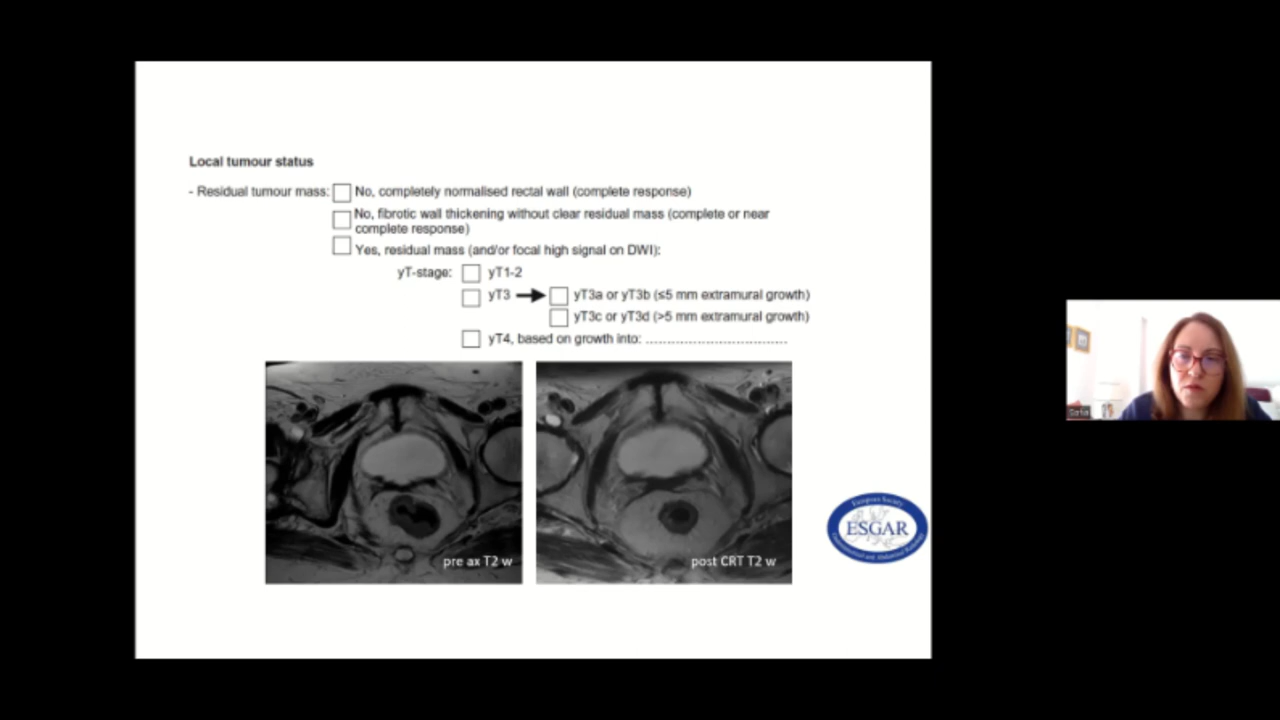 Local tumour status
- Residual tumour mass: No, completely normalised rectal wall (complete response)
No, fibrotic wall thickening without clear residual mass (complete or near
complete response)
Yes, residual mass (and/or focal high signal on DWI):
yT-stage: yT1-2
yT3 yT3a or yT3b (≤5 mm extramural growth)
yT3c or yT3d (>5 mm extramural growth)
yT4, based on growth into: ....................................
pre ax T2 w
post CRT T2 w
European Society
ESGAR